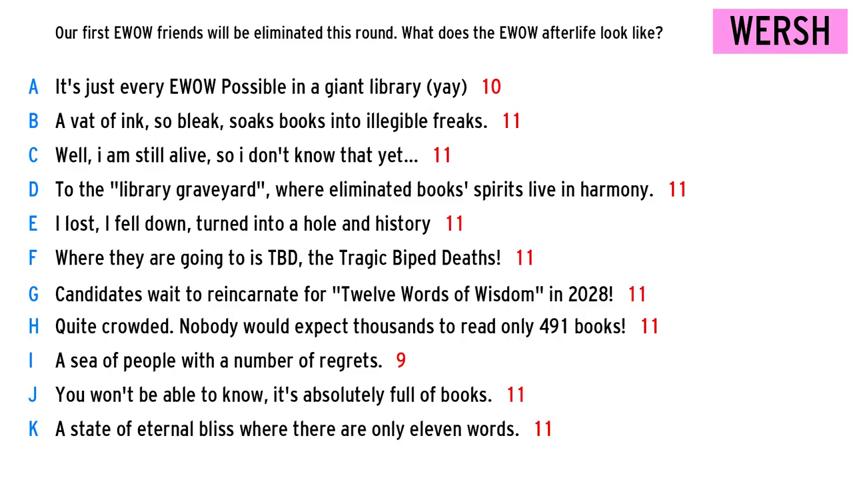 Our first EWOW friends will be eliminated this round. What does the EWOW afterlife look like?
WERSH
A It's just every EWOW Possible in a giant library (yay) 10
B A vat of ink, so bleak, soaks books into illegible freaks. 11
C Well, i am still alive, so i don't know that yet... 11
D To the "library graveyard", where eliminated books' spirits live in harmony. 11
E I lost, I fell down, turned into a hole and history 11
F Where they are going to is TBD, the Tragic Biped Deaths! 11
G Candidates wait to reincarnate for "Twelve Words of Wisdom" in 2028! 11
H Quite crowded. Nobody would expect thousands to read only 491 books! 11
I A sea of people with a number of regrets. 9
J You won't be able to know, it's absolutely full of books. 11
K A state of eternal bliss where there are only eleven words. 11